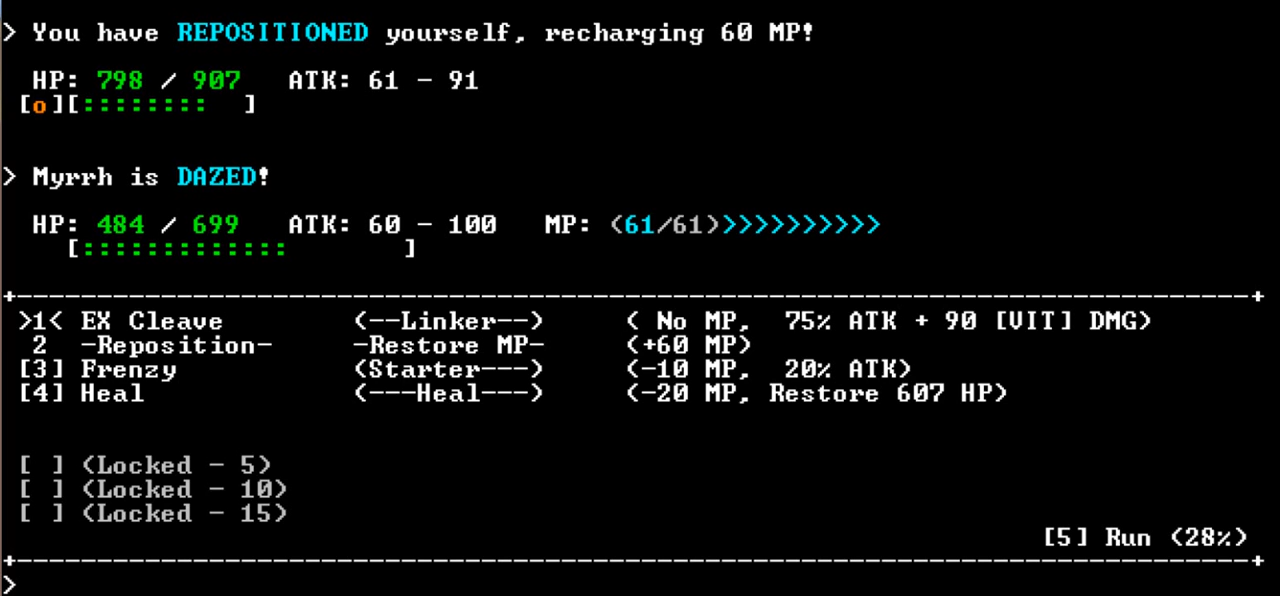 > You have REPOSITIONED yourself, recharging 60 MP!
HP: 798 / 907 ATK: 61 - 91
[o][:::::::: ]
> Myrrh is DAZED!
HP: 484 / 699 ATK: 60 - 100 MP: (61/61)>>>>>>>>>>
[::::::::::::: ]
+------------------------------------------------------------------------------+
>1< EX Cleave (--Linker--) ( No MP, 75% ATK + 90 [VIT] DMG)
2 -Reposition- -Restore MP- (+60 MP)
[3] Frenzy (Starter---) (-10 MP, 20% ATK)
[4] Heal (---Heal---) (-20 MP, Restore 607 HP)
[ ] (Locked - 5)
[ ] (Locked - 10)
[ ] (Locked - 15)
[5] Run (28%)
+------------------------------------------------------------------------------+
>